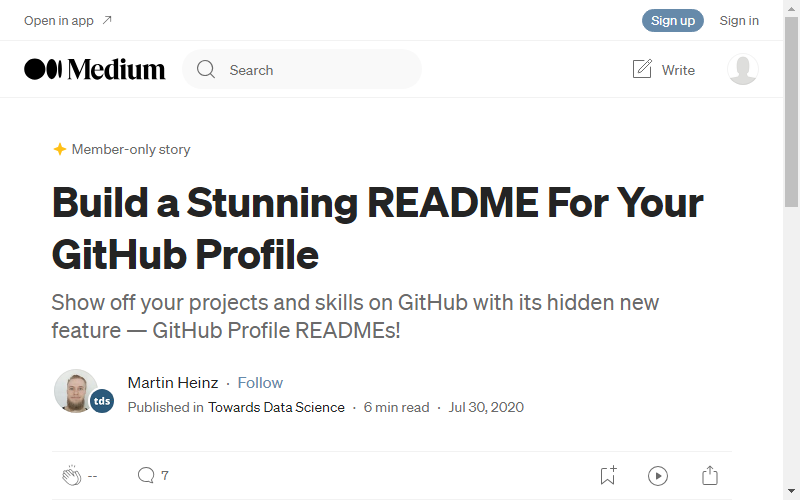 Open in app
Sign up
Sign in
Medium
Search
Write
Member-only story
Build a Stunning README For Your
GitHub Profile
Show off your projects and skills on GitHub with its hidden new
feature — GitHub Profile READMEs!
Martin Heinz · Follow
tds
Published in Towards Data Science · 6 min read · Jul 30, 2020
--
7